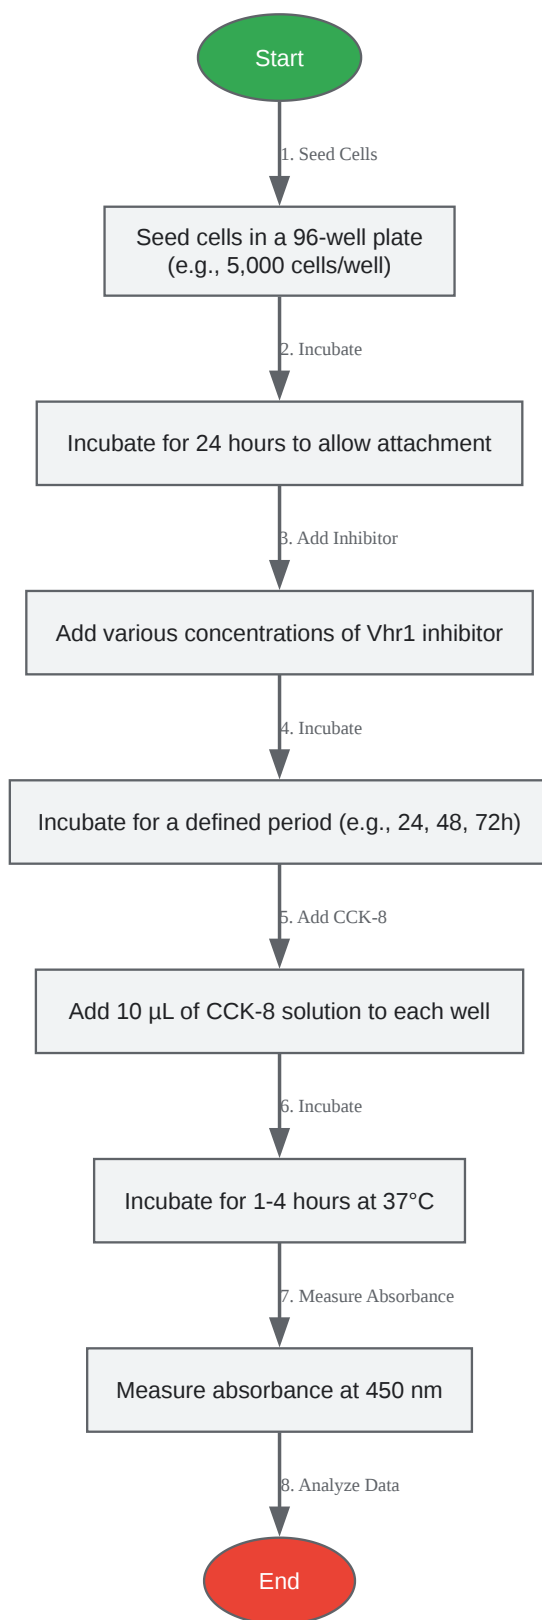 Start
1. Seed Cells
Seed cells in a 96-well plate
(e.g., 5,000 cells/well)
2. Incubate
Incubate for 24 hours to allow attachment
3. Add Inhibitor
Add various concentrations of Vhr1 inhibitor
4. Incubate
Incubate for a defined period (e.g., 24, 48, 72h)
5. Add CCK-8
Add 10 µL of CCK-8 solution to each well
6. Incubate
Incubate for 1-4 hours at 37°C
7. Measure Absorbance
Measure absorbance at 450 nm
8. Analyze Data
End